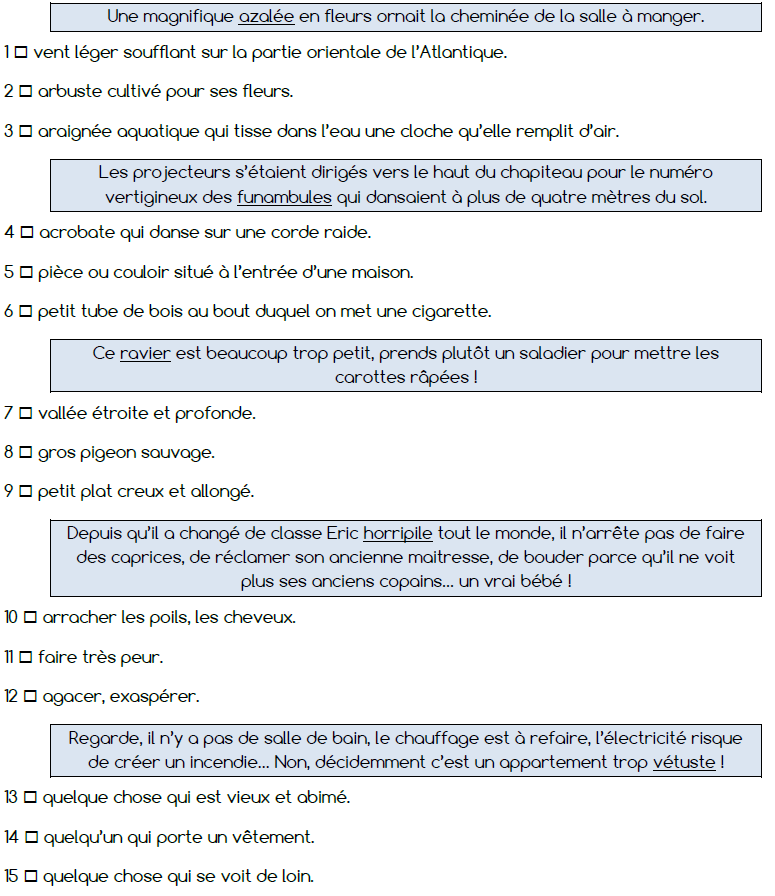 Une magnifique azalée en fleurs ornait la cheminée de la salle à manger.
1 □ vent léger soufflant sur la partie orientale de l'Atlantique.
2 □ arbuste cultivé pour ses fleurs.
3 □ araignée aquatique qui tisse dans l'eau une cloche qu'elle remplit d'air.
Les projecteurs s'étaient dirigés vers le haut du chapiteau pour le numéro
vertigineux des funambules qui dansaient à plus de quatre mètres du sol.
4 □ acrobate qui danse sur une corde raide.
5 □ pièce ou couloir situé à l'entrée d'une maison.
6 □ petit tube de bois au bout duquel on met une cigarette.
Ce ravier est beaucoup trop petit, prends plutôt un saladier pour mettre les
carottes râpées !
7 □ vallée étroite et profonde.
8 □ gros pigeon sauvage.
9 □ petit plat creux et allongé.
Depuis qu'il a changé de classe Eric horripile tout le monde, il n'arrête pas de faire
des caprices, de réclamer son ancienne maitresse, de bouder parce qu'il ne voit
plus ses anciens copains... un vrai bébé !
10 □ arracher les poils, les cheveux.
11 □ faire très peur.
12 □ agacer, exaspérer.
Regarde, il n'y a pas de salle de bain, le chauffage est à refaire, l'électricité risque
de créer un incendie... Non, décidemment c'est un appartement trop vétuste !
13 □ quelque chose qui est vieux et abimé.
14 □ quelqu'un qui porte un vêtement.
15 □ quelque chose qui se voit de loin.